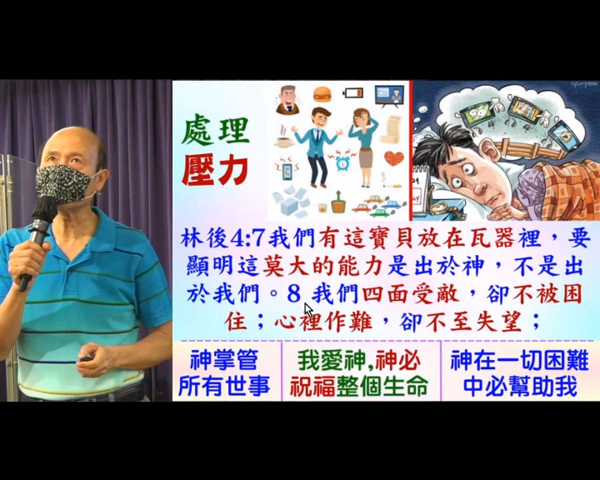 處理
壓力
林後4:7我們有這寶貝放在瓦器裡，要
顯明這莫大的能力是出於神，不是出
於我們。8 我們四面受敵，卻不被困
住；心裡作難，卻不至失望；
神掌管
所有世事
我愛神,神必
祝福整個生命
神在一切困難
中必幫助我